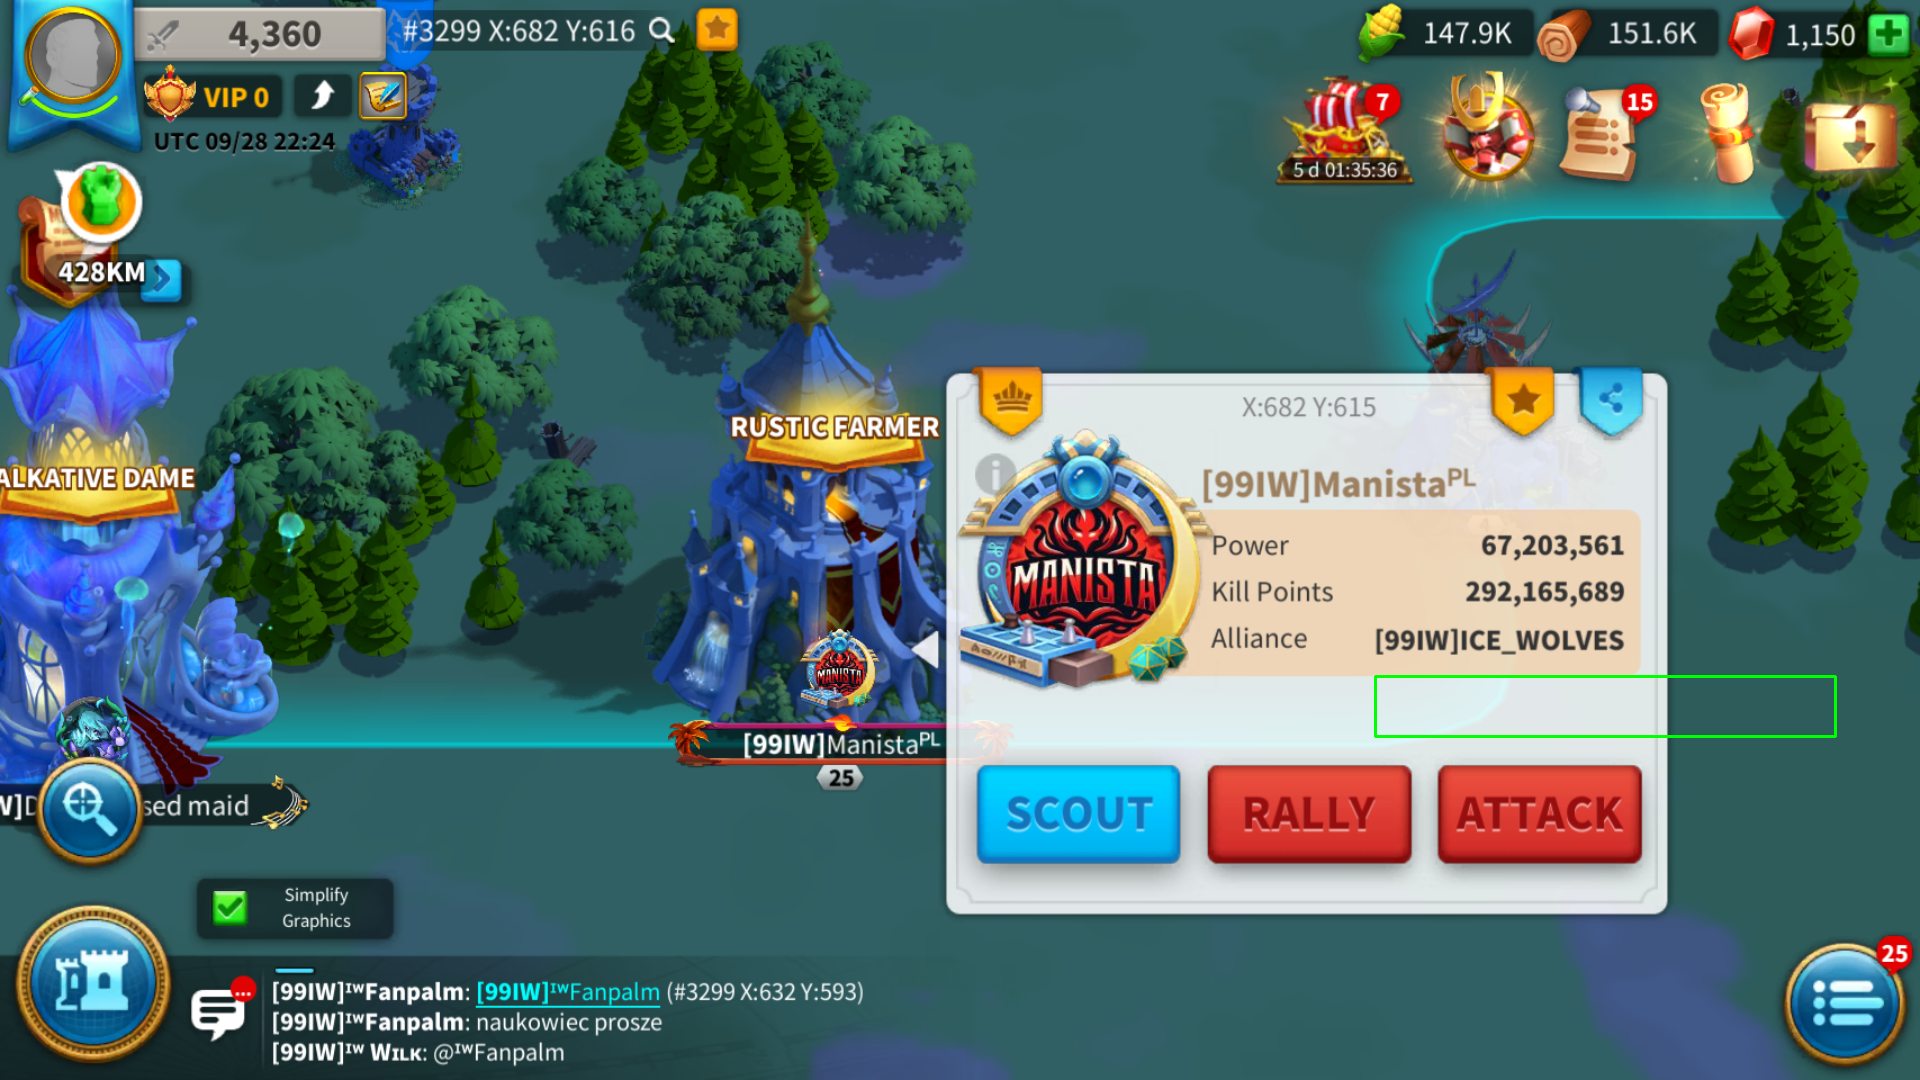 4,360
#3299 X:682 Y:616
147.9K
151.6K
1,150
VIP 0
UTC 09/28 22:24
7
15
5 d 01:35:36
428KM
RUSTIC FARMER
ALKATIVE DAME
X:682 Y:615
[99IW]Manistaᴾᴸ
MANISTA
Power 67,203,561
Kill Points 292,165,689
Alliance [99IW]ICE_WOLVES
MANISTA
[99IW]Manistaᴾᴸ
25
W]D sed maid
SCOUT
RALLY
ATTACK
Simplify
Graphics
25
[99IW]ᴵᵂFanpalm: [99IW]ᴵᵂFanpalm (#3299 X:632 Y:593)
[99IW]ᴵᵂFanpalm: naukowiec prosze
[99IW]ᴵᵂ Wɪʟᴋ: @ᴵᵂFanpalm